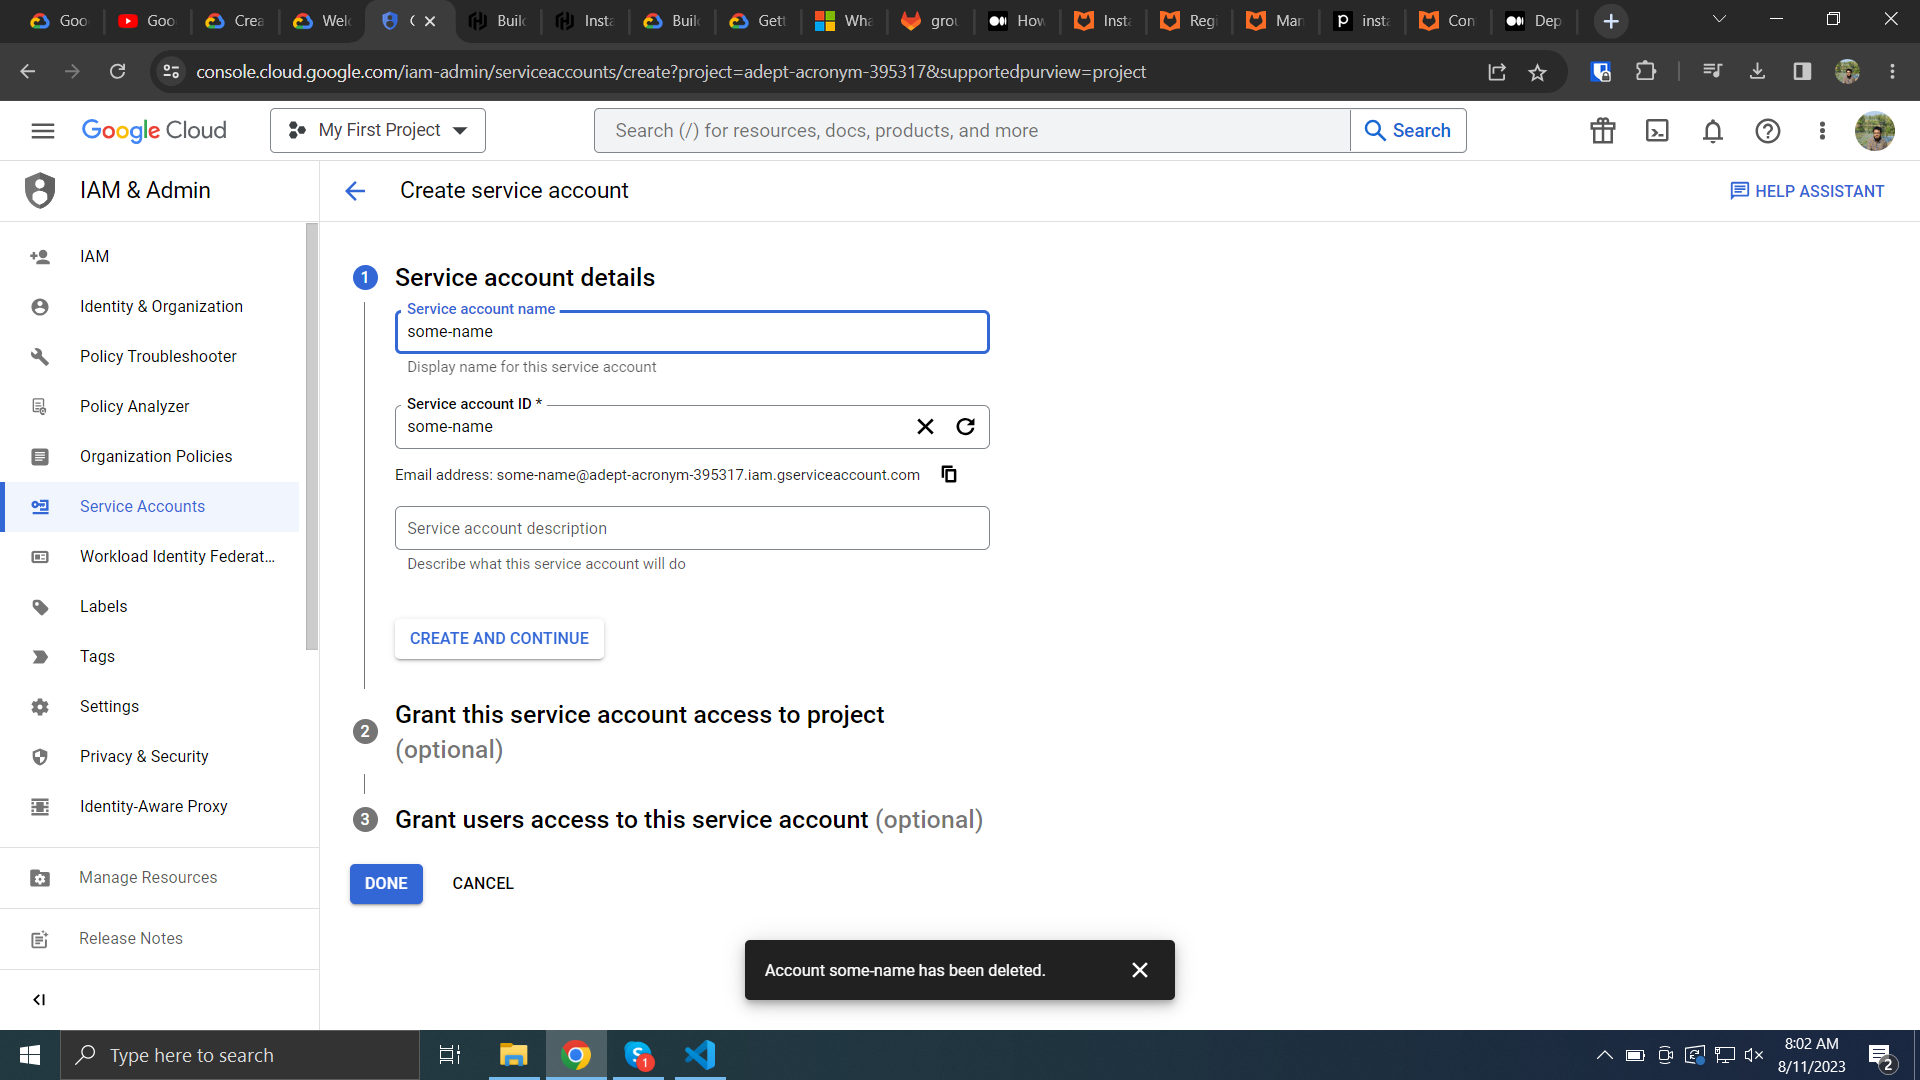 Goo
Goo
Crea
Welc
C
Build
Insta
Build
Gett
Wha
grou
How
Insta
Regi
Man
insta
Con
Dep
console.cloud.google.com/iam-admin/serviceaccounts/create?project=adept-acronym-395317&supportedpurview=project
Google Cloud
My First Project
Search (/) for resources, docs, products, and more
Search
IAM & Admin
Create service account
HELP ASSISTANT
IAM
Identity & Organization
Policy Troubleshooter
Policy Analyzer
Organization Policies
Service Accounts
Workload Identity Federat...
Labels
Tags
Settings
Privacy & Security
Identity-Aware Proxy
Manage Resources
Release Notes
1 Service account details
Service account name
some-name
Display name for this service account
Service account ID *
some-name
Email address: some-name@adept-acronym-395317.iam.gserviceaccount.com
Service account description
Describe what this service account will do
CREATE AND CONTINUE
2 Grant this service account access to project
(optional)
3 Grant users access to this service account (optional)
DONE
CANCEL
Account some-name has been deleted.
Type here to search
1
8:02 AM
8/11/2023
2